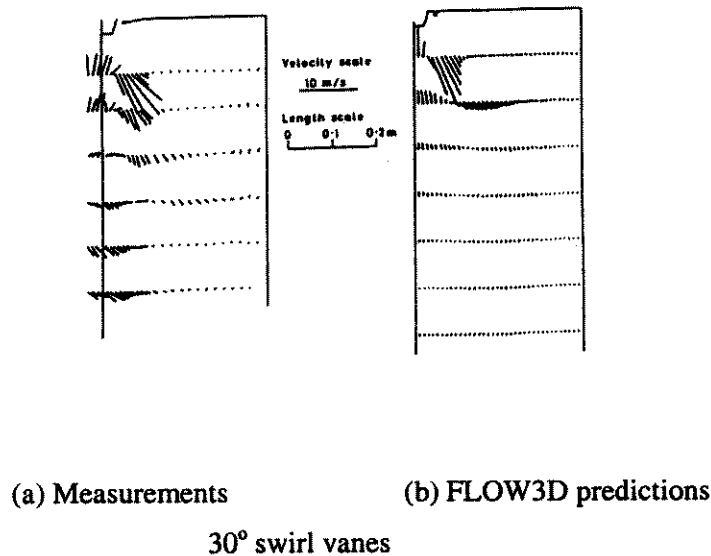 Velocity scale
10 m/s
Length scale
0 0·1 0·2m
(a) Measurements
(b) FLOW3D predictions
30° swirl vanes